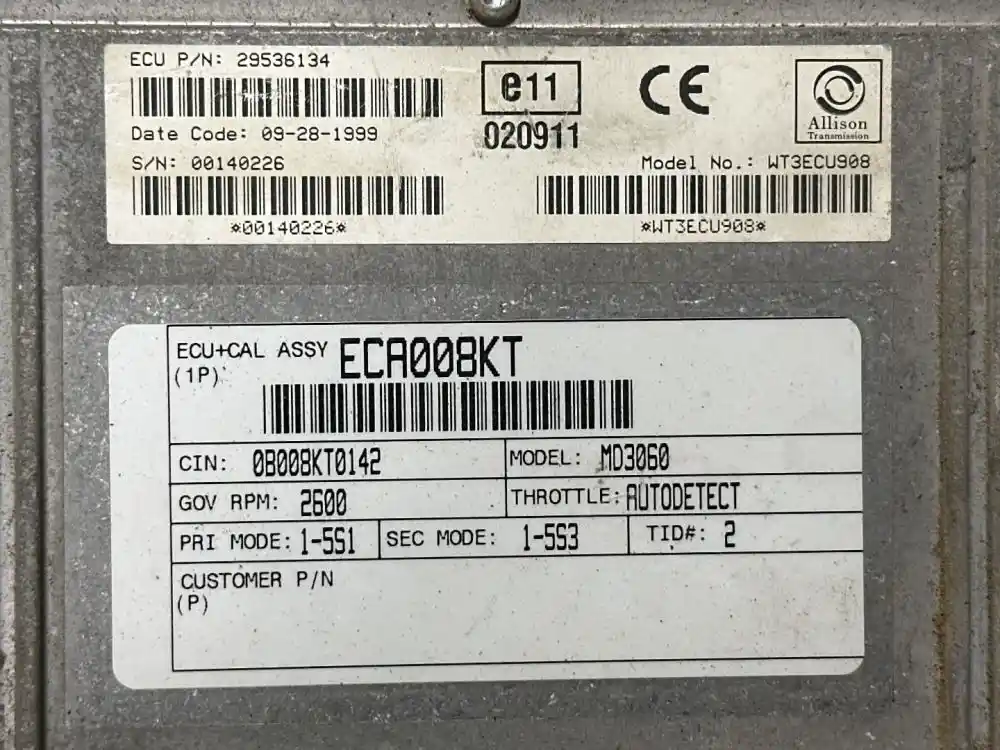 ECU P/N: 29536134
Date Code: 09-28-1999
S/N: 00140226
*00140226*
e11
020911
CE
Allison
Transmission
Model No.: WT3ECU908
*WT3ECU908*
ECU+CAL ASSY ECA008KT
(1P)
CIN: 0B008KT0142 MODEL: MD3060
GOV RPM: 2600 THROTTLE: AUTODETECT
PRI MODE: 1-5S1 SEC MODE: 1-5S3 TID#: 2
CUSTOMER P/N
(P)